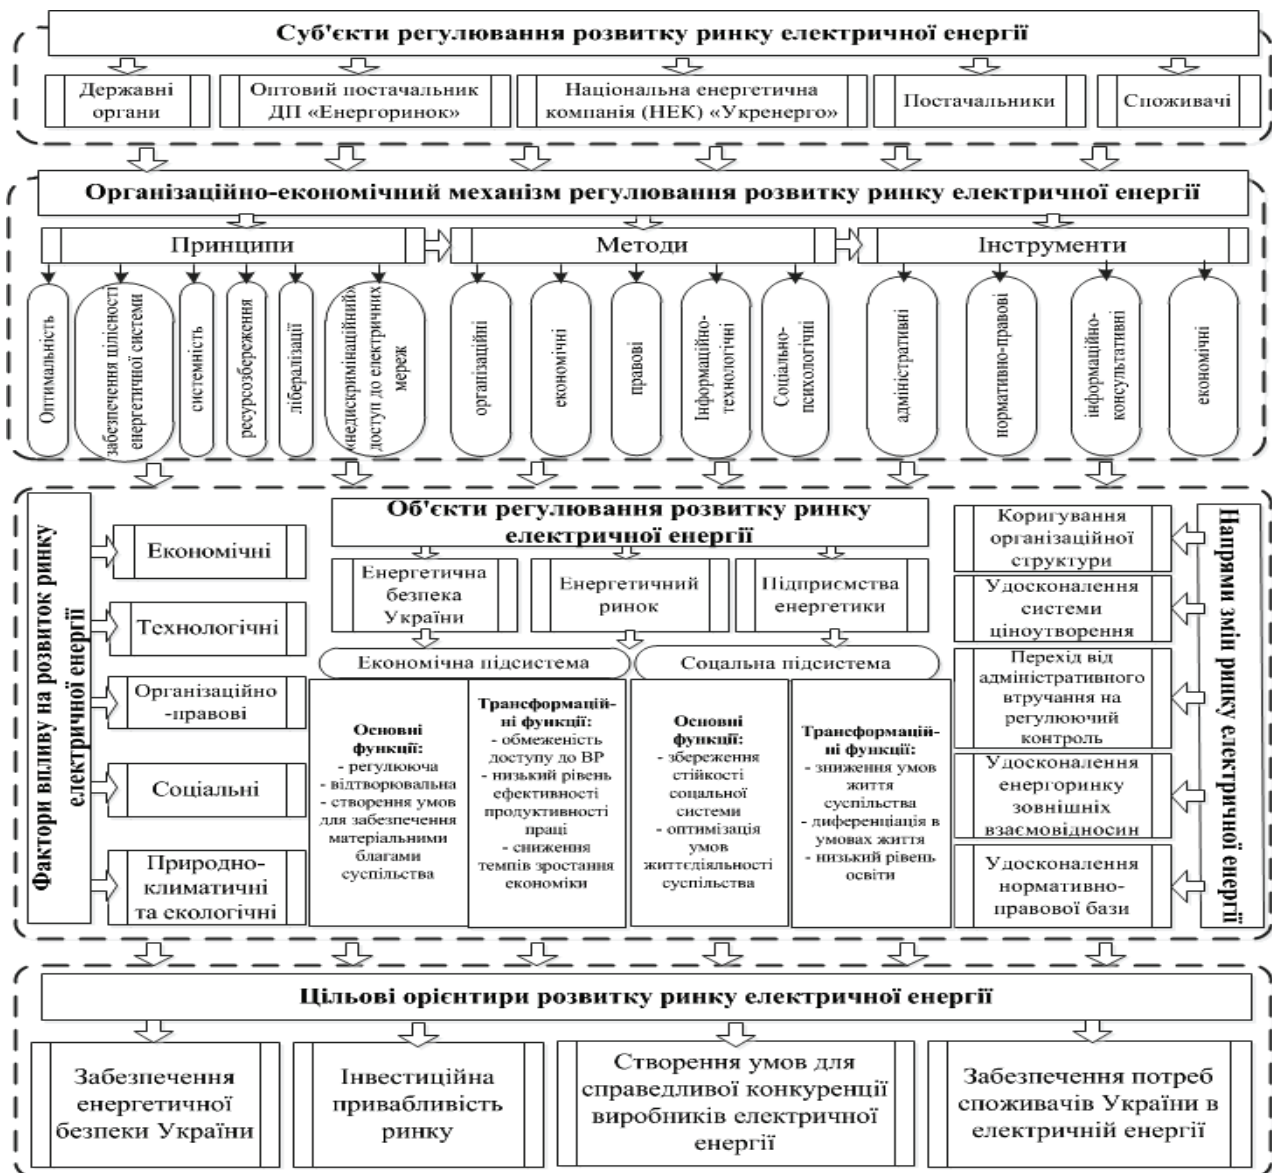 Суб'єкти регулювання розвитку ринку електричної енергії
Державні
органи
Оптовий постачальник
ДП «Енергоринок»
Національна енергетична
компанія (НЕК) «Укренерго»
Постачальники
Споживачі
Організаційно-економічний механізм регулювання розвитку ринку електричної енергії
Принципи
Методи
Інструменти
Оптимальність
забезпечення цілісності
енергетичної системи
системність
ресурсозбереження
лібералізації
«недискримінаційний»
доступ до електричних
мереж
організаційні
економічні
правові
Інформаційно-
технологічні
Соціально-
психологічні
адміністративні
нормативно-правові
інформаційно-
консультативні
економічні
Фактори впливу на розвиток ринку
електричної енергії
Економічні
Технологічні
Організаційно
-правові
Соціальні
Природно-
климатичні
та екологічні
Об'єкти регулювання розвитку ринку
електричної енергії
Енергетична
безпека
України
Енергетичний
ринок
Підприємства
енергетики
Економічна підсистема
Соцальна підсистема
Основні
функції:
- регулююча
- відтворювальна
- створення умов
для забезпечення
матеріальними
благами
суспільства
Трансформацій-
ні функції:
- обмеженість
доступу до ВР
- низький рівень
ефективності
продуктивності
праці
- сниження
темпів зростання
економіки
Основні
функції:
- збереження
стійкості
соцальної
системи
- оптимізація
умов
життєдіяльності
суспільства
Трансформацій-
ні функції:
- зниження умов
життя
суспільства
- диференціація в
умовах життя
- низький рівень
освіти
Коригування
організаційної
структури
Удосконалення
системи
ціноутворення
Перехід від
адміністративного
втручання на
регулюючий
контроль
Удосконалення
енергоринку
зовнішніх
взаємовідносин
Удосконалення
нормативно-
правової бази
Напрями змін ринку електричної енергії
Цільові орієнтири розвитку ринку електричної енергії
Забезпечення
енергетичної
безпеки України
Інвестиційна
привабливість
ринку
Створення умов для
справедливої конкуренції
виробників електричної
енергії
Забезпечення потреб
споживачів України в
електричній енергії